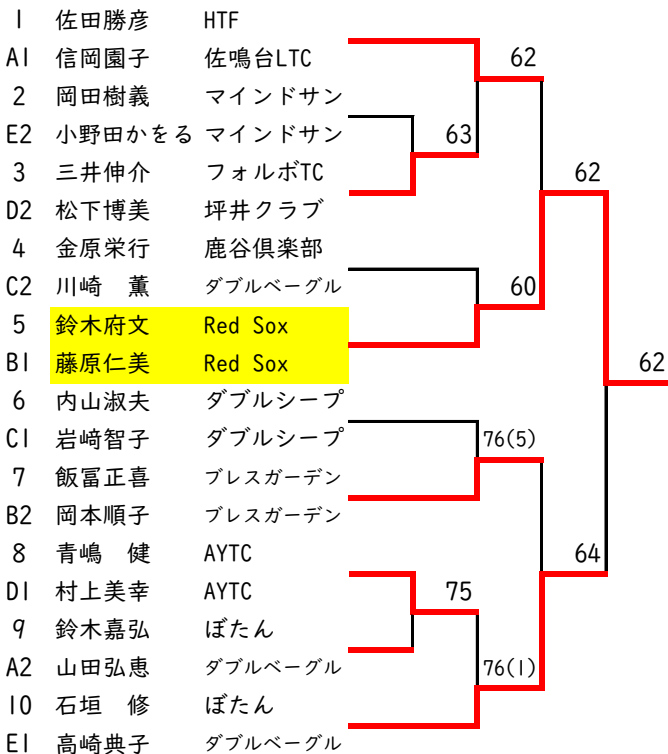 1 佐田勝彦 HTF
A1 信岡園子 佐鳴台LTC 62
2 岡田樹義 マインドサン
E2 小野田かをる マインドサン 63
3 三井伸介 フォルボTC 62
D2 松下博美 坪井クラブ
4 金原栄行 鹿谷倶楽部
C2 川崎　薫 ダブルベーグル 60
5 鈴木府文 Red Sox
B1 藤原仁美 Red Sox 62
6 内山淑夫 ダブルシープ
C1 岩﨑智子 ダブルシープ 76(5)
7 飯冨正喜 ブレスガーデン
B2 岡本順子 ブレスガーデン
8 青嶋　健 AYTC 64
D1 村上美幸 AYTC 75
9 鈴木嘉弘 ぼたん
A2 山田弘恵 ダブルベーグル 76(1)
10 石垣　修 ぼたん
E1 高崎典子 ダブルベーグル